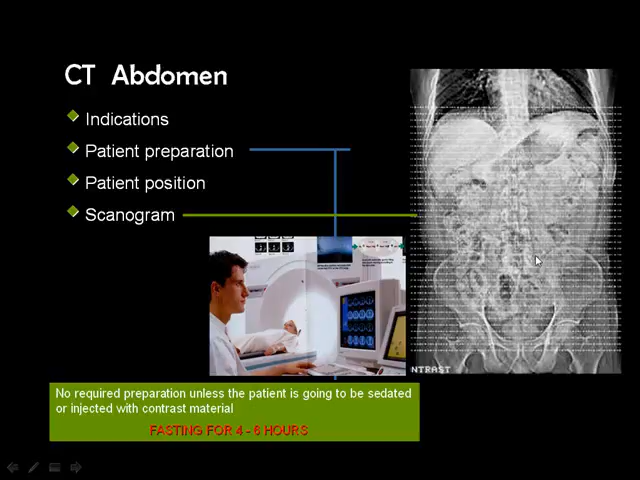 CT Abdomen
Indications
Patient preparation
Patient position
Scanogram
NTRAST
No required preparation unless the patient is going to be sedated
or injected with contrast material
FASTING FOR 4 - 6 HOURS